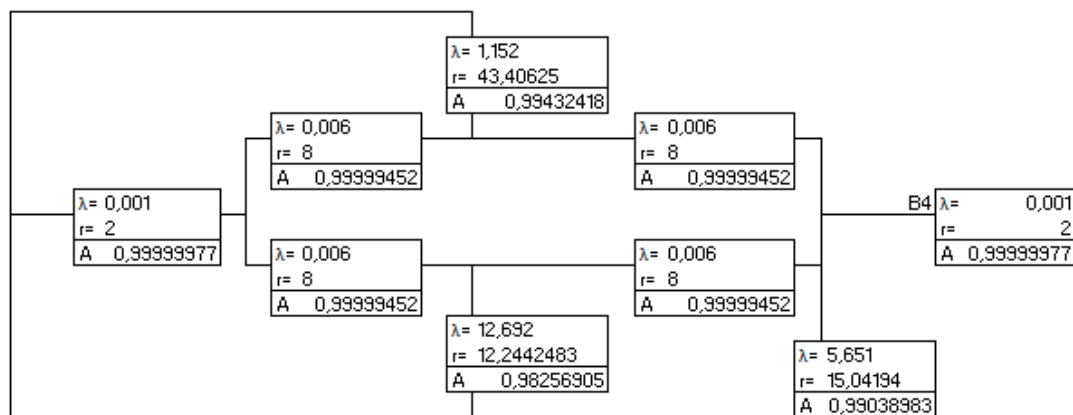 λ= 1,152
r= 43,40625
A 0,99432418
λ= 0,006
r= 8
A 0,99999452
λ= 0,006
r= 8
A 0,99999452
λ= 0,001
r= 2
A 0,99999977
B4 λ= 0,001
r= 2
A 0,99999977
λ= 0,006
r= 8
A 0,99999452
λ= 0,006
r= 8
A 0,99999452
λ= 12,692
r= 12,2442483
A 0,98256905
λ= 5,651
r= 15,04194
A 0,99038983